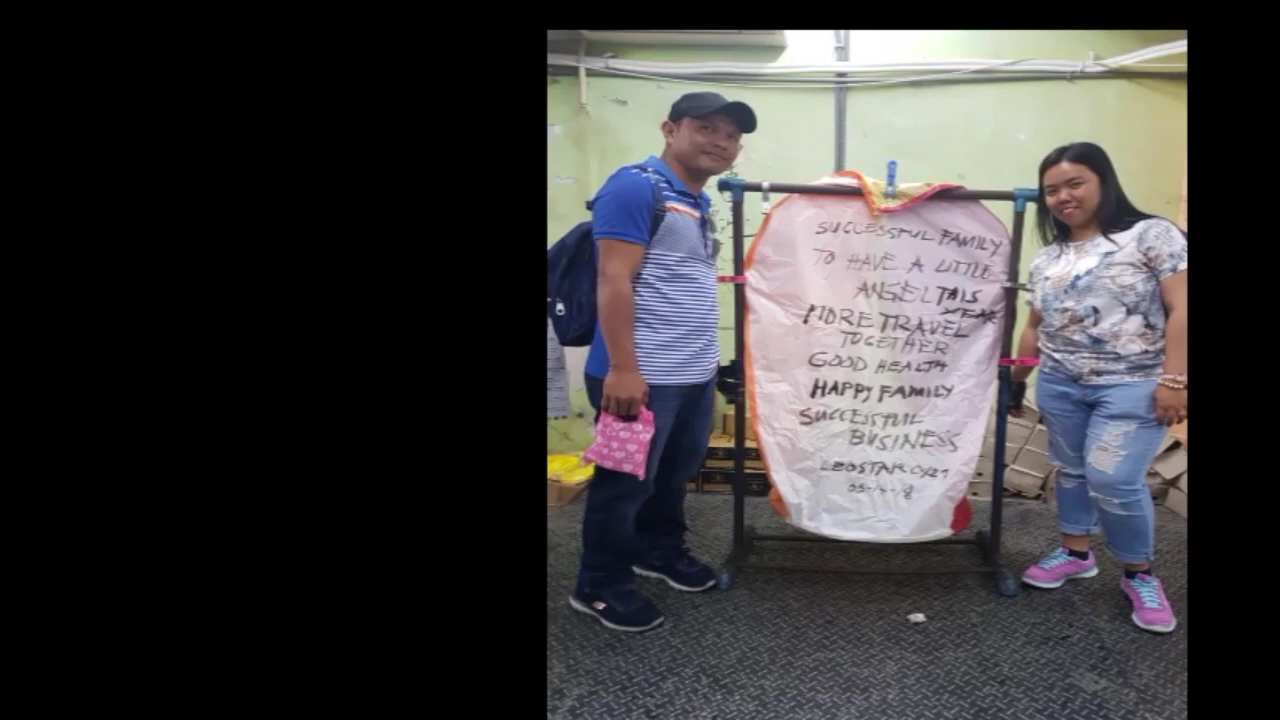 SUCCESSFUL FAMILY
TO HAVE A LITTLE
ANGEL THIS
YEAR
MORE TRAVEL
TOGETHER
GOOD HEALTH
HAPPY FAMILY
SUCCESSFUL
BUSINESS